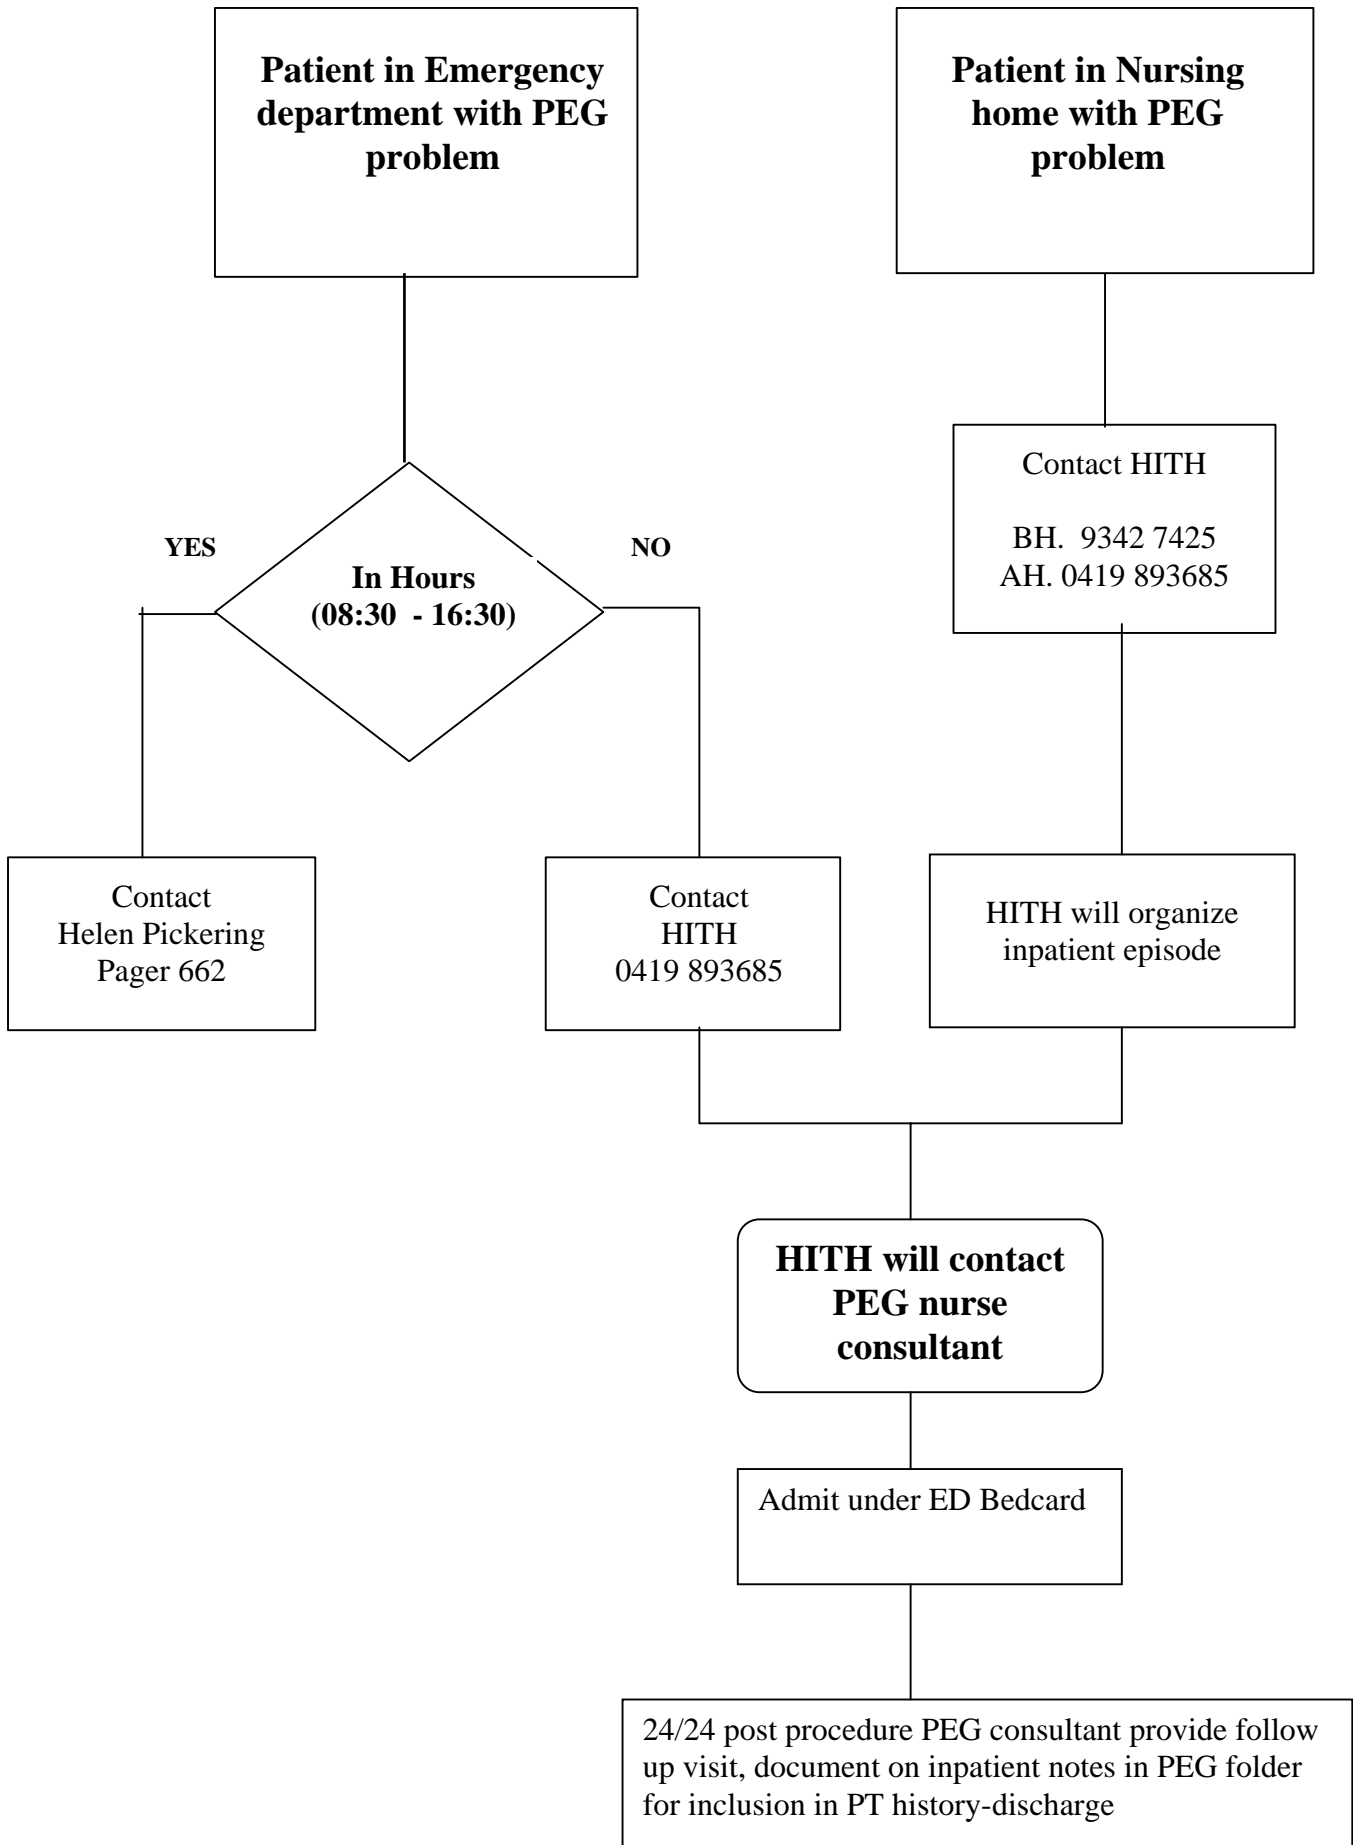 Patient in Emergency
department with PEG
problem
Patient in Nursing
home with PEG
problem
Contact HITH
BH.  9342 7425
AH. 0419 893685
YES
NO
In Hours
(08:30  - 16:30)
Contact
Helen Pickering
Pager 662
Contact
HITH
0419 893685
HITH will organize
inpatient episode
HITH will contact
PEG nurse
consultant
Admit under ED Bedcard
24/24 post procedure PEG consultant provide follow
up visit, document on inpatient notes in PEG folder
for inclusion in PT history-discharge